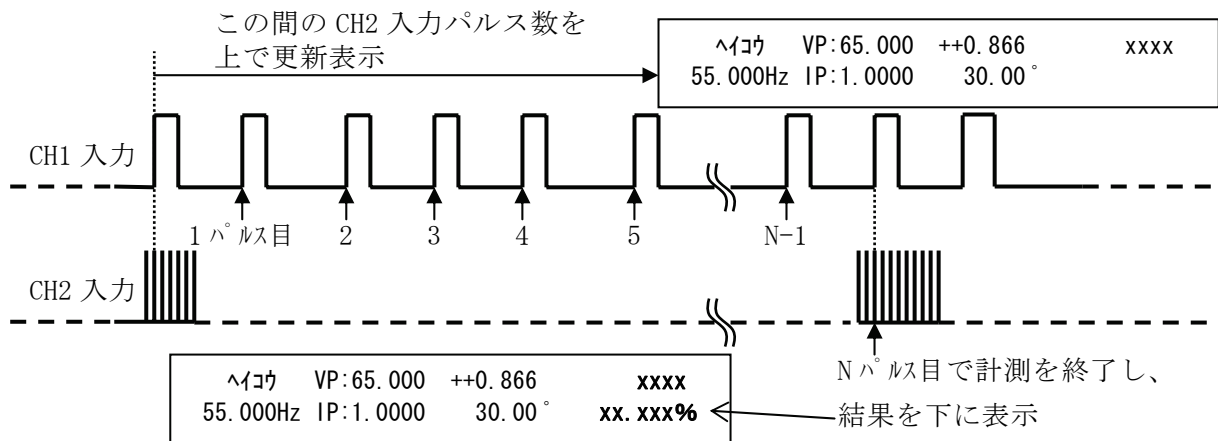 この間の CH2 入力パルス数を
上で更新表示
ﾍｲｺｳ VP:65.000 ++0.866 xxxx
55.000Hz IP:1.0000 30.00°
CH1 入力
1 ﾊﾟﾙｽ目 2 3 4 5 N-1
CH2 入力
ﾍｲｺｳ VP:65.000 ++0.866 xxxx
55.000Hz IP:1.0000 30.00° xx.xxx%
Nﾊﾟﾙｽ目で計測を終了し、
結果を下に表示